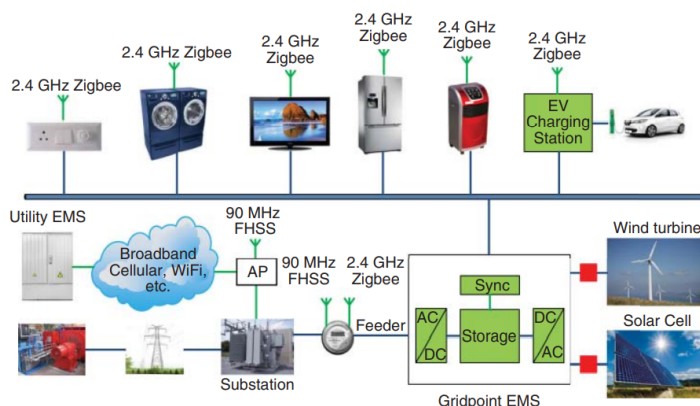 2.4 GHz Zigbee
2.4 GHz Zigbee
2.4 GHz
Zigbee
2.4 GHz
Zigbee
2.4 GHz
Zigbee
2.4 GHz
Zigbee
EV
Charging
Station
Utility EMS
Broadband
Cellular, WiFi,
etc.
90 MHz
FHSS
AP
90 MHz
FHSS
2.4 GHz
Zigbee
Feeder
Substation
AC
DC
Sync
Storage
DC
AC
Gridpoint EMS
Wind turbine
Solar Cell